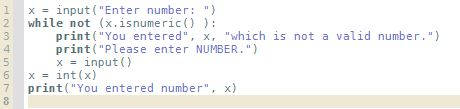 1 x = input("Enter number: ")
2 while not (x.isnumeric() ):
3     print("You entered", x, "which is not a valid number.")
4     print("Please enter NUMBER.")
5     x = input()
6 x = int(x)
7 print("You entered number", x)
8